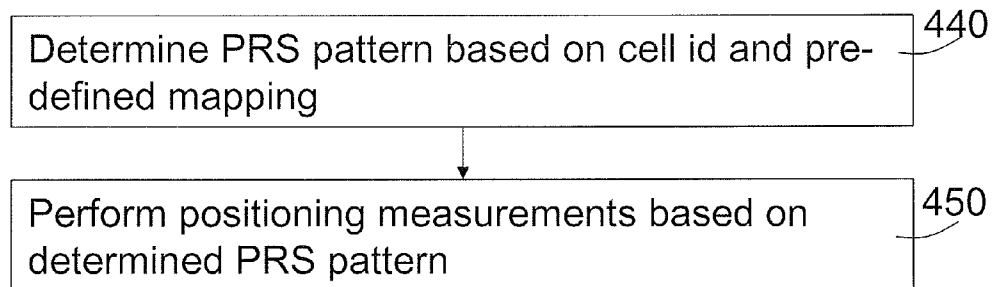 Determine PRS pattern based on cell id and pre-
defined mapping
440
Perform positioning measurements based on
determined PRS pattern
450